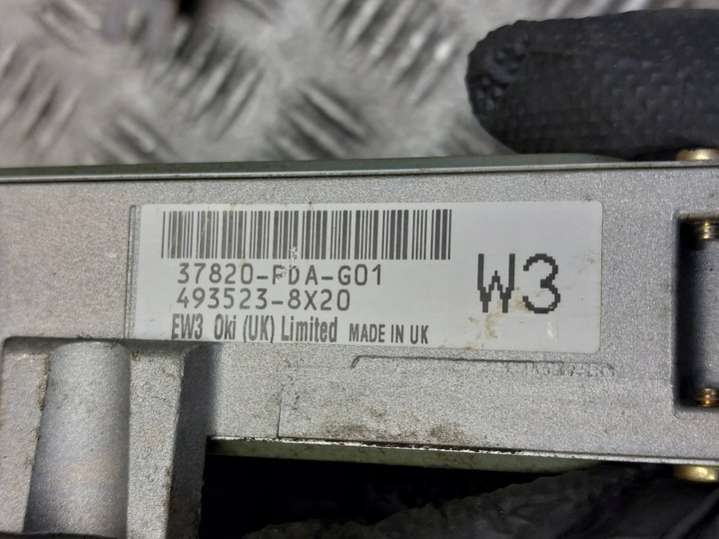 37820-PDA-G01
W3
493523-8X20
EW3 Oki (UK) Limited MADE IN UK